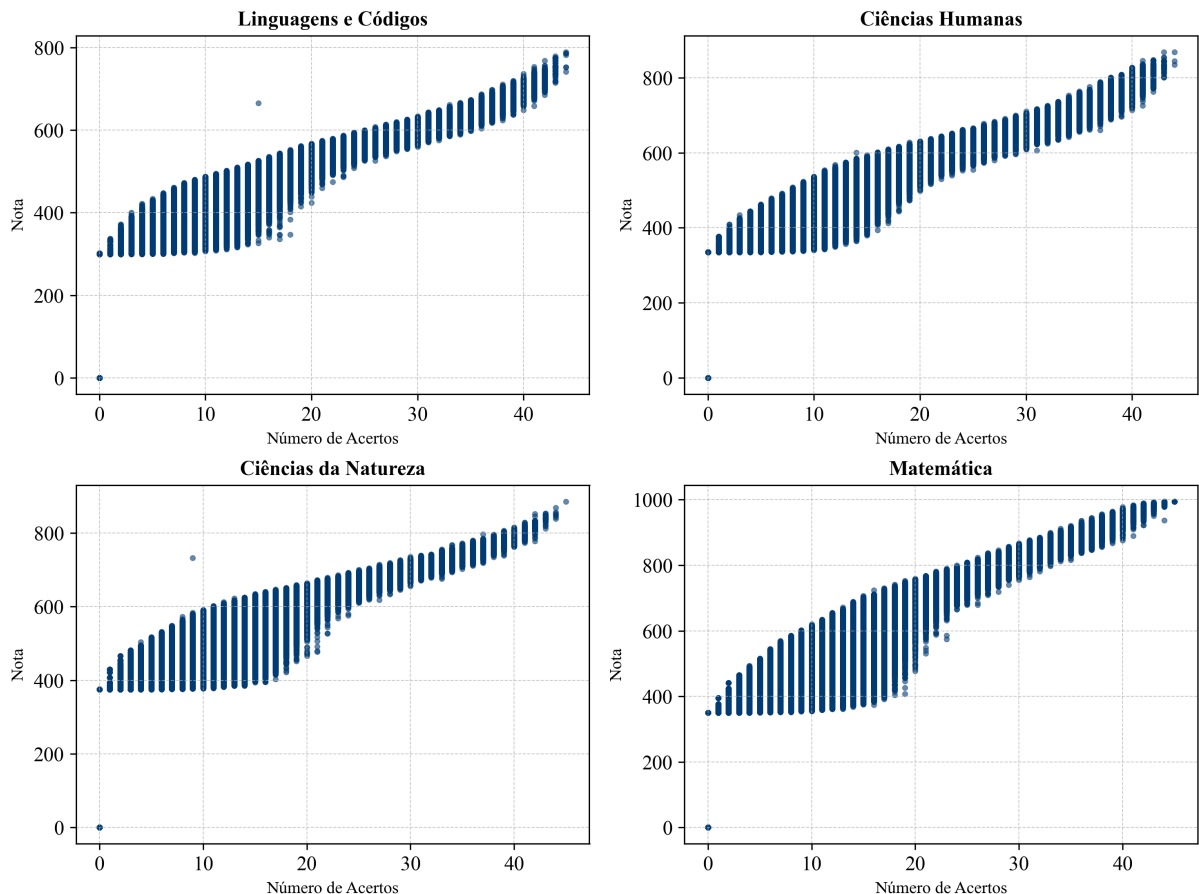 Linguagens e Códigos
800
600
400
200
0
Nota
0 10 20 30 40
Número de Acertos
Ciências Humanas
800
600
400
200
0
Nota
0 10 20 30 40
Número de Acertos
Ciências da Natureza
800
600
400
200
0
Nota
0 10 20 30 40
Número de Acertos
Matemática
1000
800
600
400
200
0
Nota
0 10 20 30 40
Número de Acertos